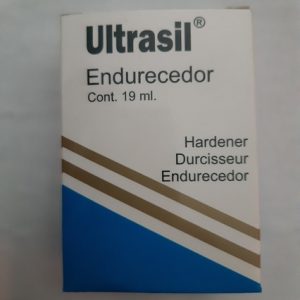 Ultrasil®
Endurecedor
Cont. 19 ml.
Hardener
Durcisseur
Endurecedor